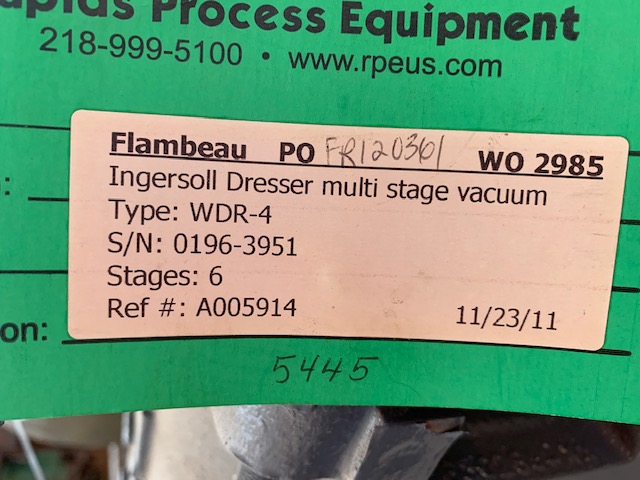 apids Process Equipment
218-999-5100 • www.rpeus.com
Flambeau PO FR120361 WO 2985
Ingersoll Dresser multi stage vacuum
Type: WDR-4
S/N: 0196-3951
Stages: 6
Ref #: A005914 11/23/11
on:
5445